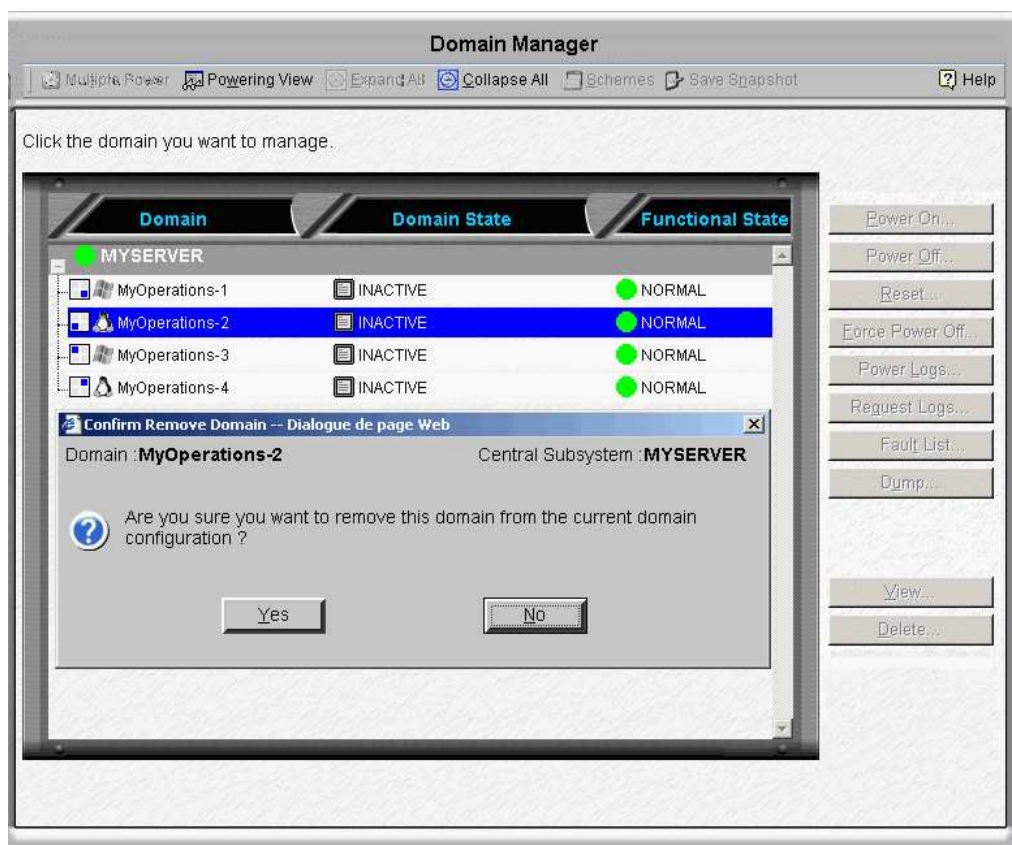 Domain Manager
Multiple Power Powering View Expand All Collapse All Schemes Save Snapshot Help
Click the domain you want to manage.
Domain Domain State Functional State
MYSERVER
MyOperations-1 INACTIVE NORMAL
MyOperations-2 INACTIVE NORMAL
MyOperations-3 INACTIVE NORMAL
MyOperations-4 INACTIVE NORMAL
Confirm Remove Domain -- Dialogue de page Web
Domain :MyOperations-2 Central Subsystem :MYSERVER
Are you sure you want to remove this domain from the current domain
configuration ?
Yes No
Power On...
Power Off...
Reset...
Force Power Off...
Power Logs...
Request Logs...
Fault List...
Dump...
View...
Delete...